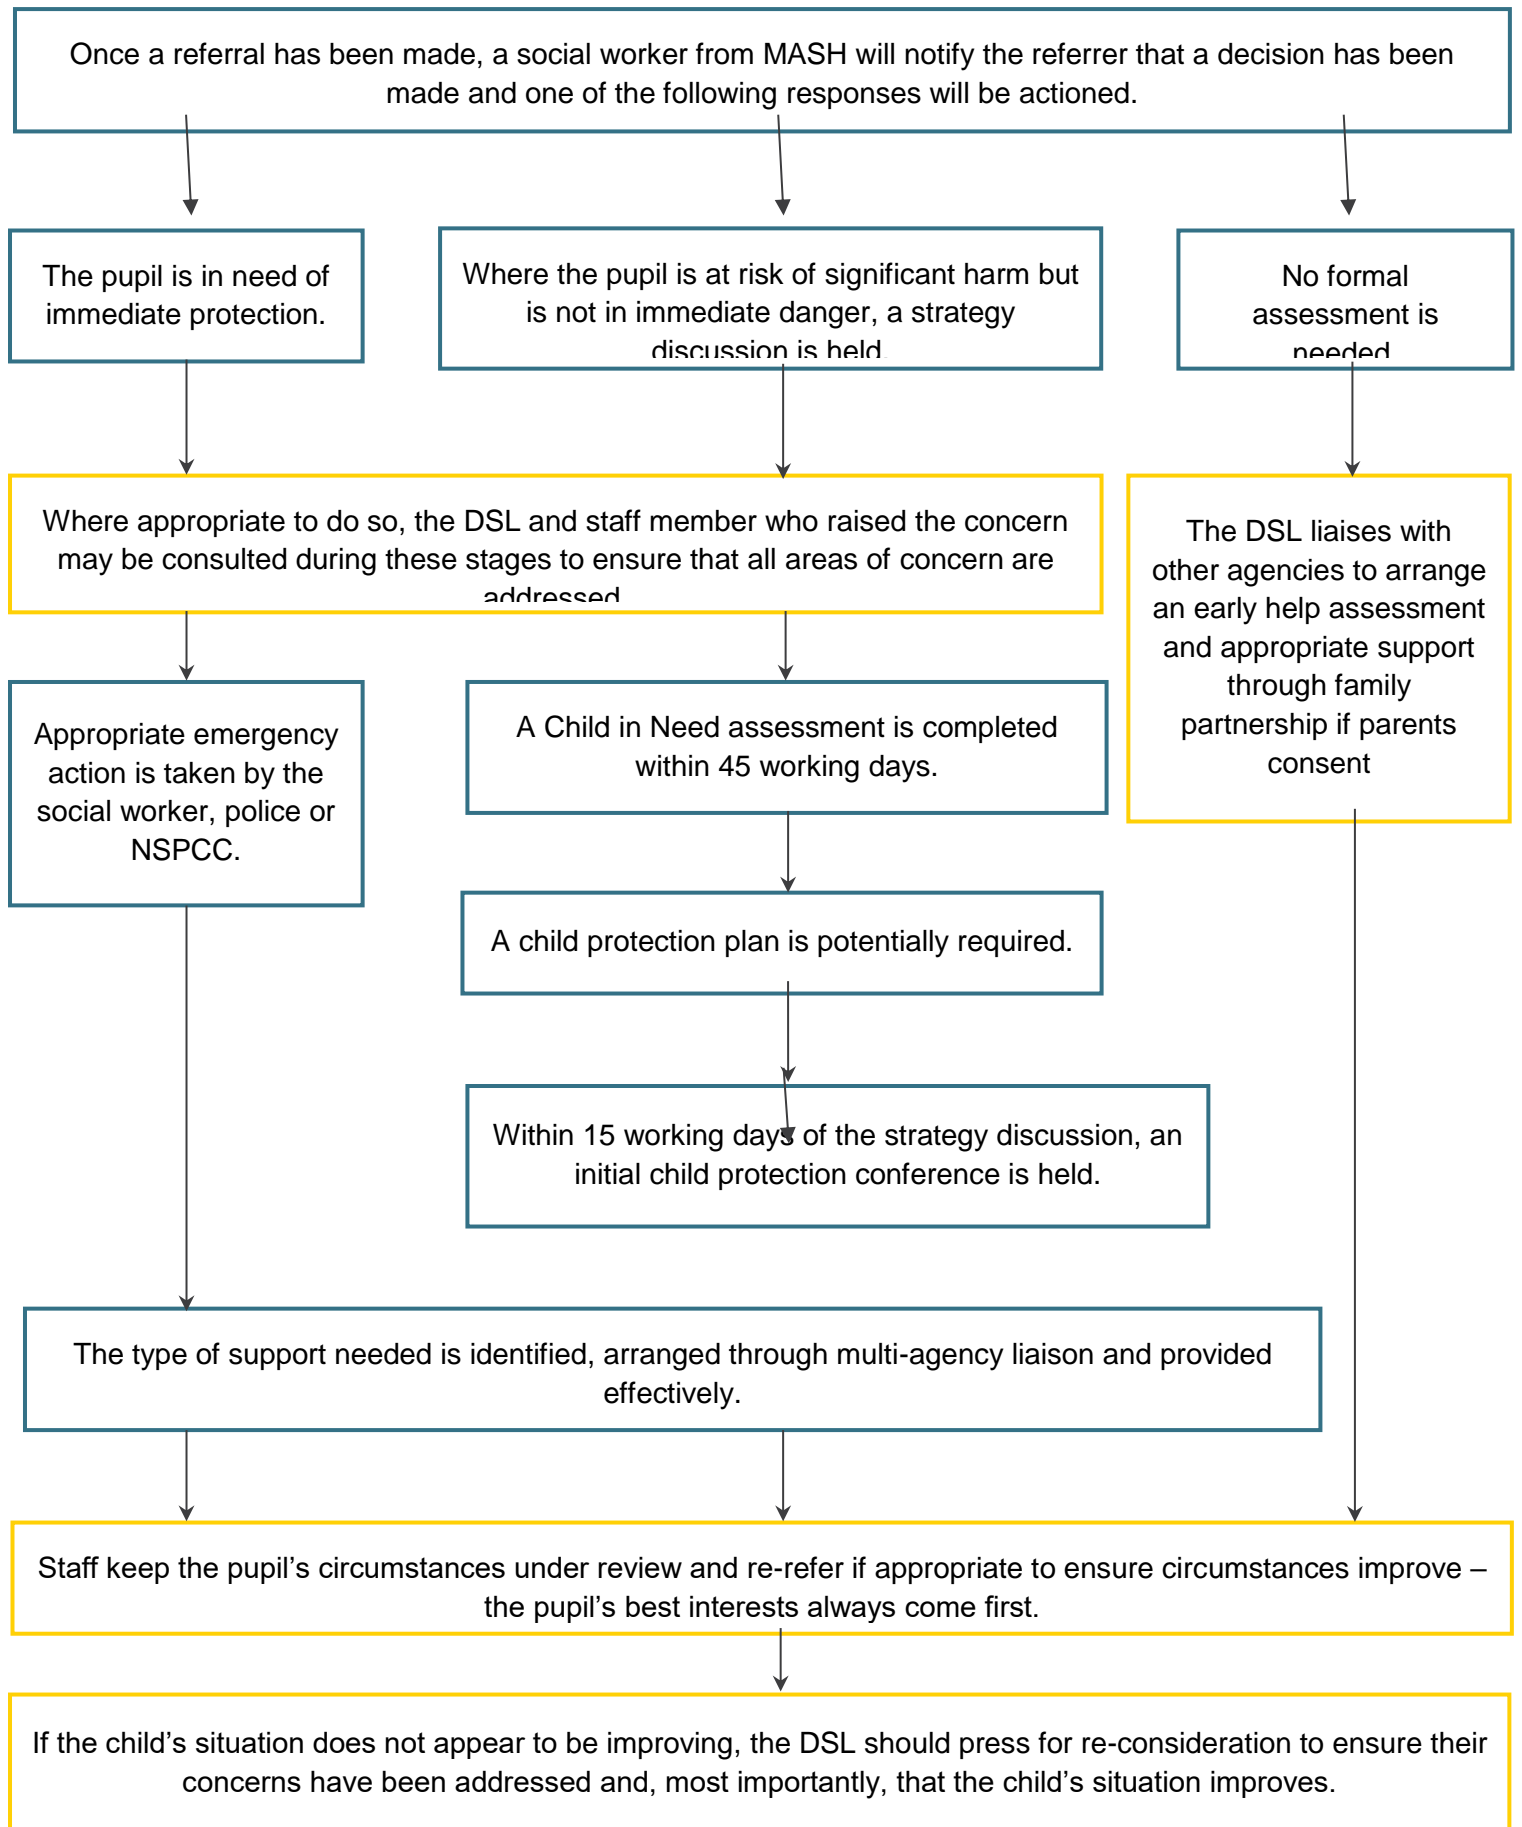 Once a referral has been made, a social worker from MASH will notify the referrer that a decision has been
made and one of the following responses will be actioned.
The pupil is in need of
immediate protection.
Where the pupil is at risk of significant harm but
is not in immediate danger, a strategy
discussion is held.
No formal
assessment is
needed
Where appropriate to do so, the DSL and staff member who raised the concern
may be consulted during these stages to ensure that all areas of concern are
addressed
The DSL liaises with
other agencies to arrange
an early help assessment
and appropriate support
through family
partnership if parents
consent
Appropriate emergency
action is taken by the
social worker, police or
NSPCC.
A Child in Need assessment is completed
within 45 working days.
A child protection plan is potentially required.
Within 15 working days of the strategy discussion, an
initial child protection conference is held.
The type of support needed is identified, arranged through multi-agency liaison and provided
effectively.
Staff keep the pupil’s circumstances under review and re-refer if appropriate to ensure circumstances improve –
the pupil’s best interests always come first.
If the child’s situation does not appear to be improving, the DSL should press for re-consideration to ensure their
concerns have been addressed and, most importantly, that the child’s situation improves.